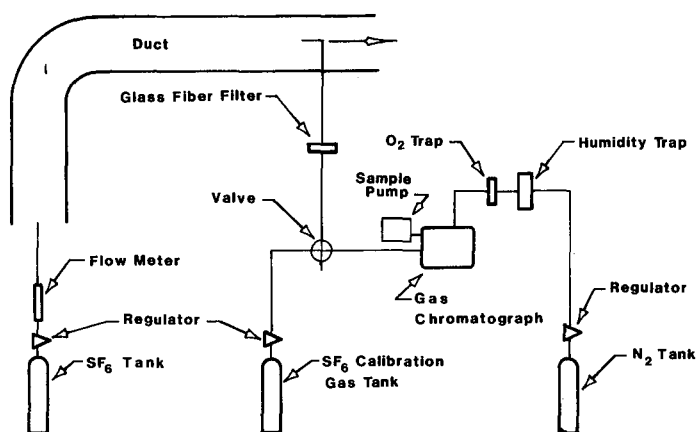 Duct
Glass Fiber Filter
O2 Trap
Humidity Trap
Sample
Pump
Valve
Flow Meter
Gas
Chromatograph
Regulator
Regulator
SF6 Tank
SF6 Calibration
Gas Tank
N2 Tank